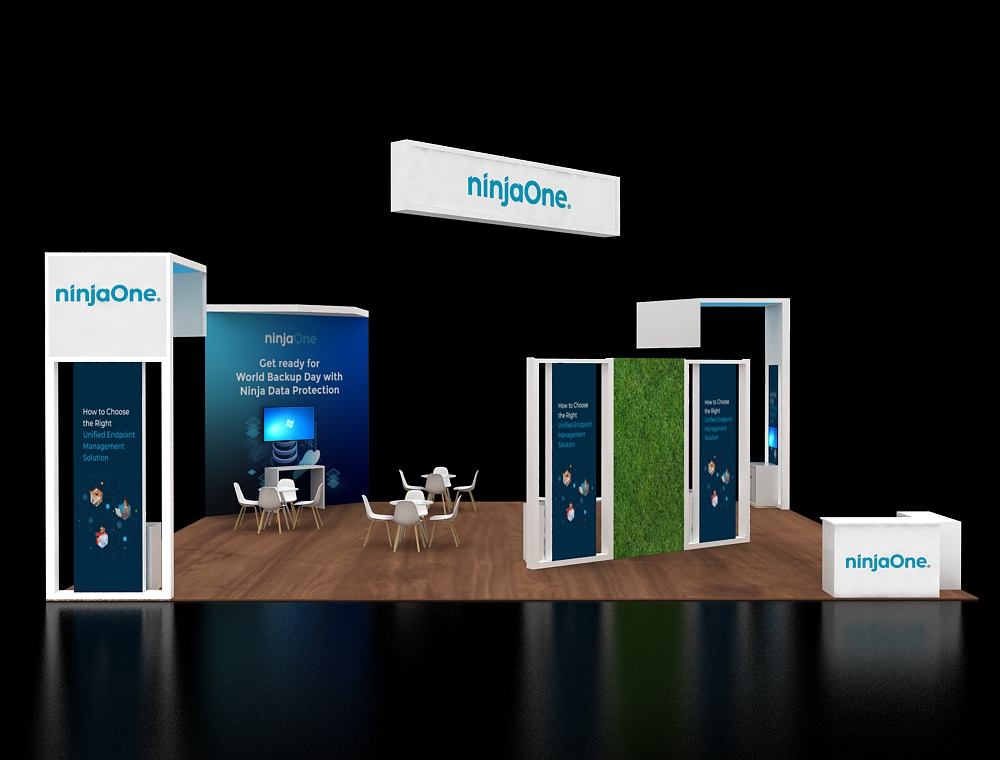 ninjaOne.
ninjaOne.
ninjaOne
Get ready for
World Backup Day with
Ninja Data Protection
How to Choose
the Right
Unified Endpoint
Management
Solution
How to Choose
the Right
Unified Endpoint
Management
Solution
How to Choose
the Right
Unified Endpoint
Management
Solution
ninjaOne.